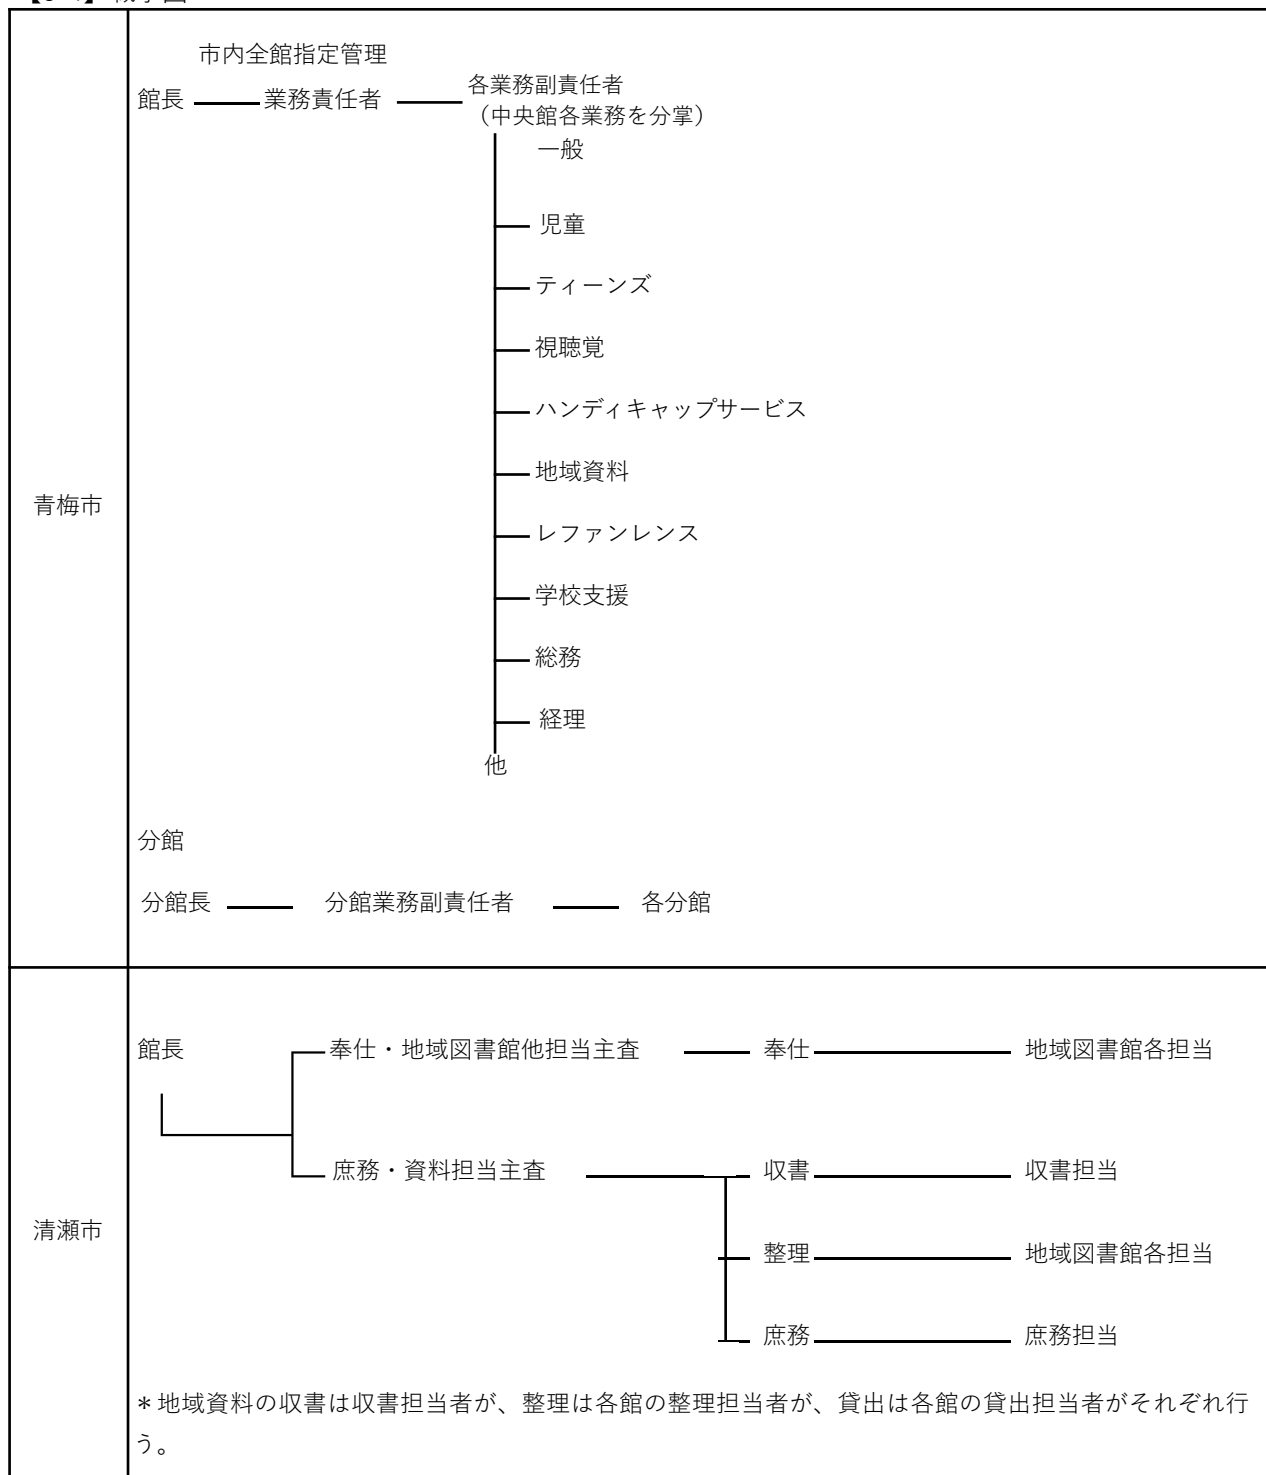 青梅市
市内全館指定管理
館長 業務責任者 各業務副責任者
（中央館各業務を分掌）
一般
児童
ティーンズ
視聴覚
ハンディキャップサービス
地域資料
レファンレンス
学校支援
総務
経理
他
分館
分館長 分館業務副責任者 各分館
清瀬市
館長 奉仕・地域図書館他担当主査 奉仕 地域図書館各担当
庶務・資料担当主査 収書 収書担当
整理 地域図書館各担当
庶務 庶務担当
＊地域資料の収書は収書担当者が、整理は各館の整理担当者が、貸出は各館の貸出担当者がそれぞれ行
う。